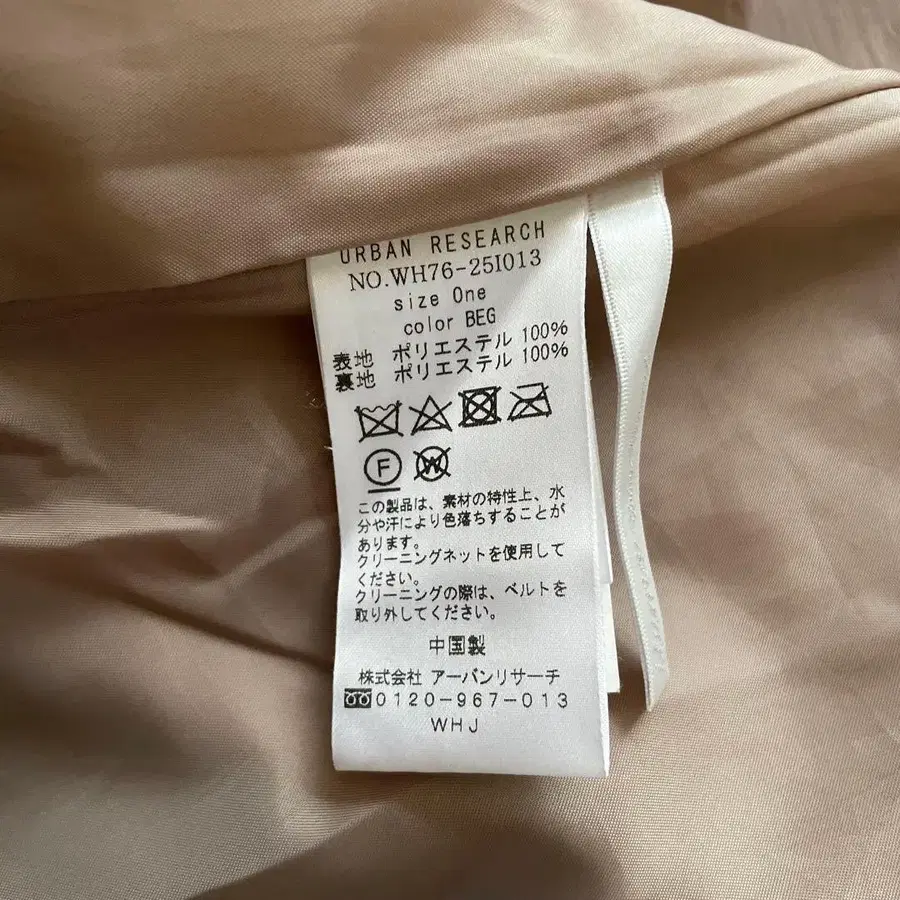 URBAN RESEARCH
NO.WH76-25I013
size One
color BEG
表地 ポリエステル 100%
裏地 ポリエステル 100%
F W
この製品は、素材の特性上、水
分や汗により色落ちすることが
あります。
クリーニングネットを使用して
ください。
クリーニングの際は、ベルトを
取り外してください。
中国製
株式会社 アーバンリサーチ
0120-967-013
WHJ